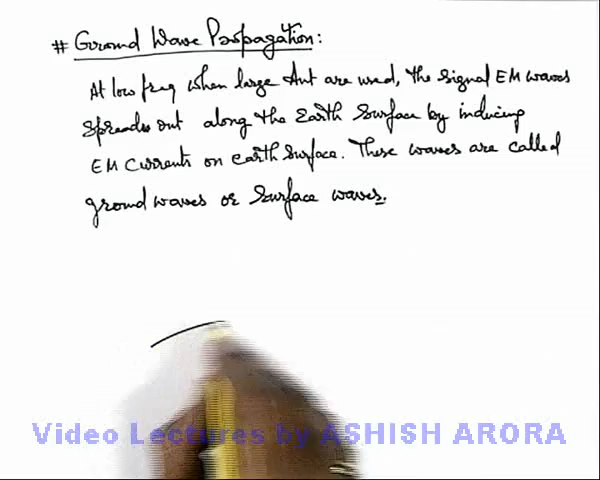 # Ground Wave Propagation:
At low freq when large Ant are used, the signal EM waves
spreads out along the Earth Surface by inducing
EM Currents on earth surface. These waves are called
ground waves or surface waves.
Video Lectures by ASHISH ARORA